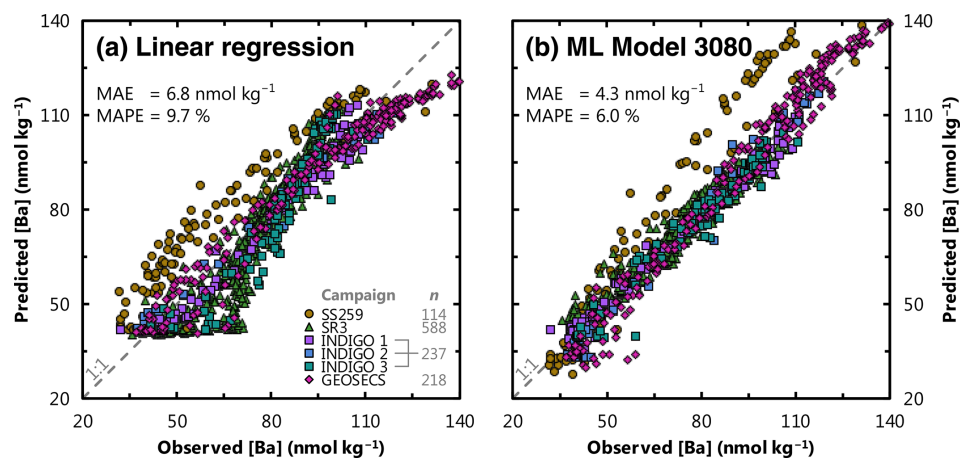 (a) Linear regression
MAE = 6.8 nmol kg⁻¹
MAPE = 9.7 %
140
110
80
50
20
Predicted [Ba] (nmol kg⁻¹)
1:1
Campaign n
SS259 114
SR3 588
INDIGO 1
INDIGO 2 237
INDIGO 3
GEOSECS 218
20 50 80 110 140
Observed [Ba] (nmol kg⁻¹)
(b) ML Model 3080
MAE = 4.3 nmol kg⁻¹
MAPE = 6.0 %
1:1
140
110
80
50
20
Predicted [Ba] (nmol kg⁻¹)
20 50 80 110 140
Observed [Ba] (nmol kg⁻¹)